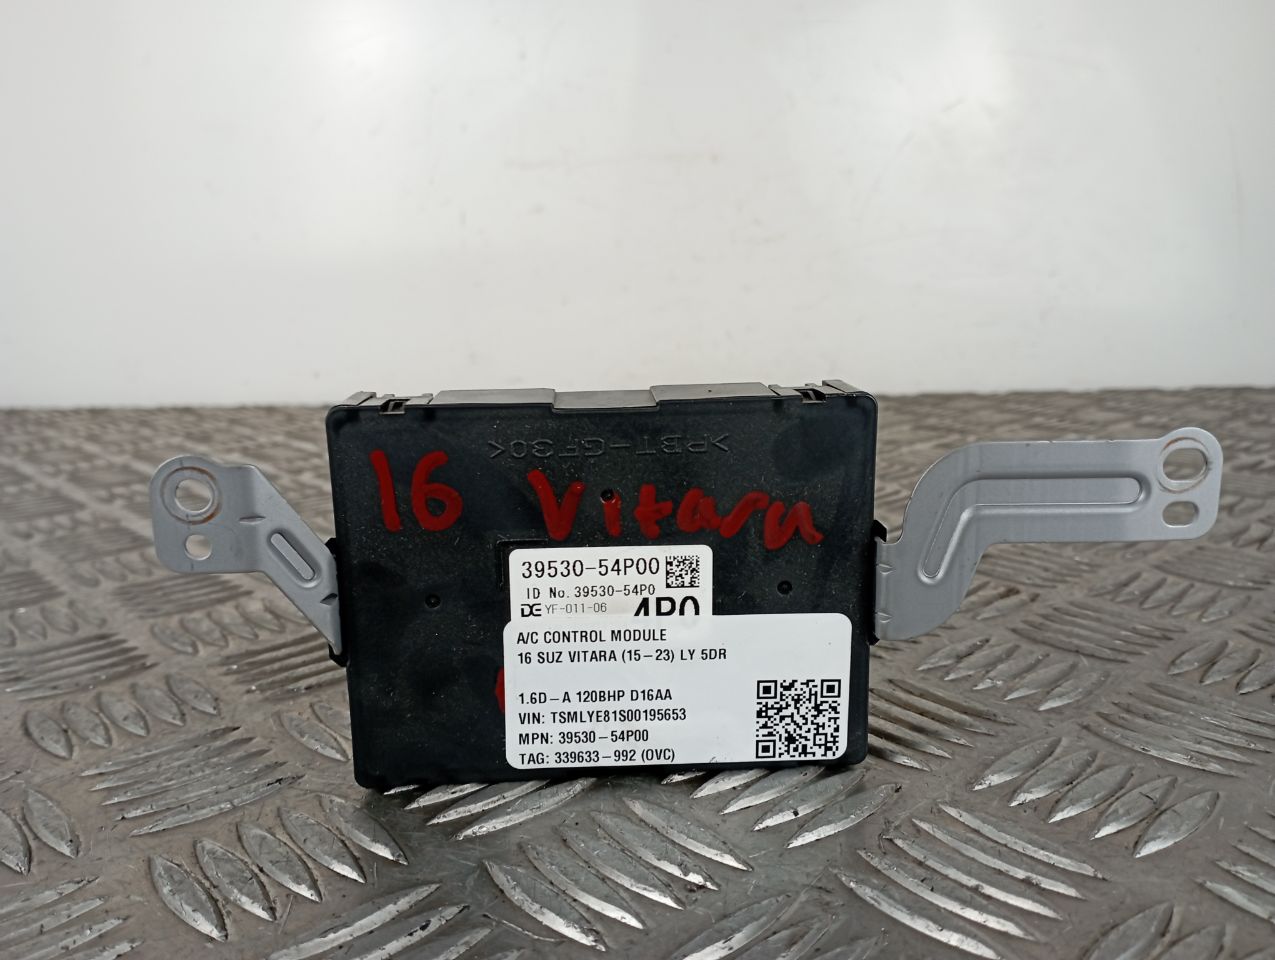 >PBT-GF30<
16 Vitara
39530-54P00
ID No. 39530-54P0
DE YF-011-06
4P0
A/C CONTROL MODULE
16 SUZ VITARA (15-23) LY 5DR
1.6D-A 120BHP D16AA
VIN: TSMLYE81S00195653
MPN: 39530-54P00
TAG: 339633-992 (OVC)